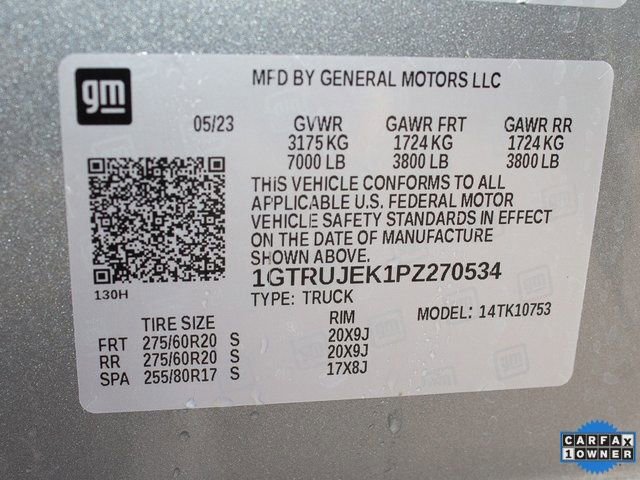 gm
MFD BY GENERAL MOTORS LLC
05/23 GVWR GAWR FRT GAWR RR
3175 KG 1724 KG 1724 KG
7000 LB 3800 LB 3800 LB
THIS VEHICLE CONFORMS TO ALL
APPLICABLE U.S. FEDERAL MOTOR
VEHICLE SAFETY STANDARDS IN EFFECT
ON THE DATE OF MANUFACTURE
SHOWN ABOVE.
1GTRUJEK1PZ270534
130H
TYPE: TRUCK
TIRE SIZE RIM MODEL: 14TK10753
FRT 275/60R20 S 20X9J
RR 275/60R20 S 20X9J
SPA 255/80R17 S 17X8J
CARFAX
1 OWNER